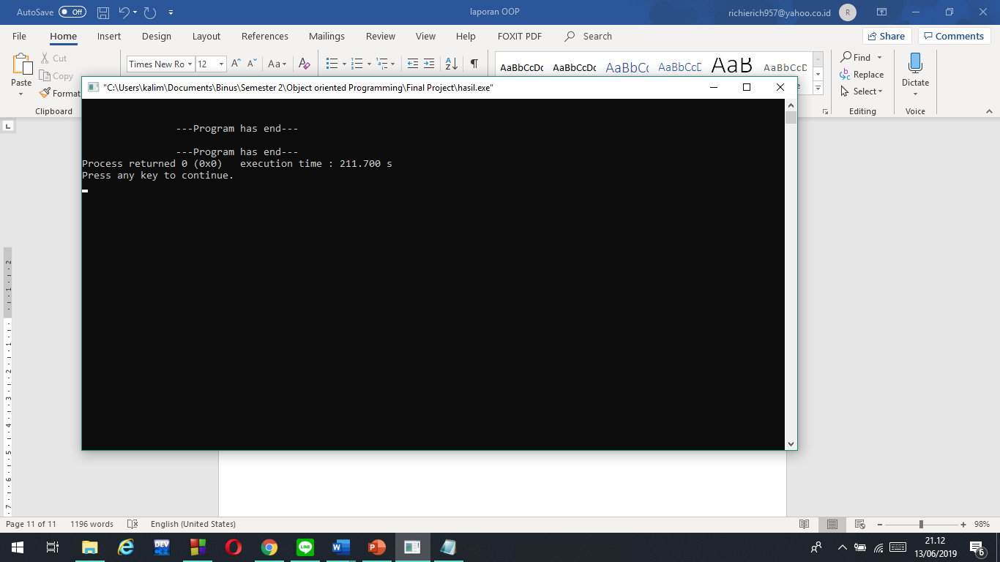 AutoSave Off laporan OOP richierich957@yahoo.co.id R
File Home Insert Design Layout References Mailings Review View Help FOXIT PDF Search Share Comments
Paste
Cut
Copy
Format
Clipboard
Times New Ro 12
Aa
AaBbCcDc AaBbCcDc AaBbCc AaBbCcD AaB AaBbCcD
Find
Replace
Select
Editing
Dictate
Voice
"C:\Users\kalim\Documents\Binus\Semester 2\Object oriented Programming\Final Project\hasil.exe"
---Program has end---
---Program has end---
Process returned 0 (0x0) execution time : 211.700 s
Press any key to continue.
Page 11 of 11 1196 words English (United States) 98%
DEV
LINE
21.12
13/06/2019
6